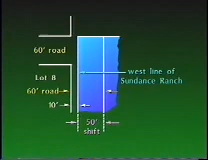 60' road
Lot 8
west line of
Sundance Ranch
60' road
10'
50'
shift